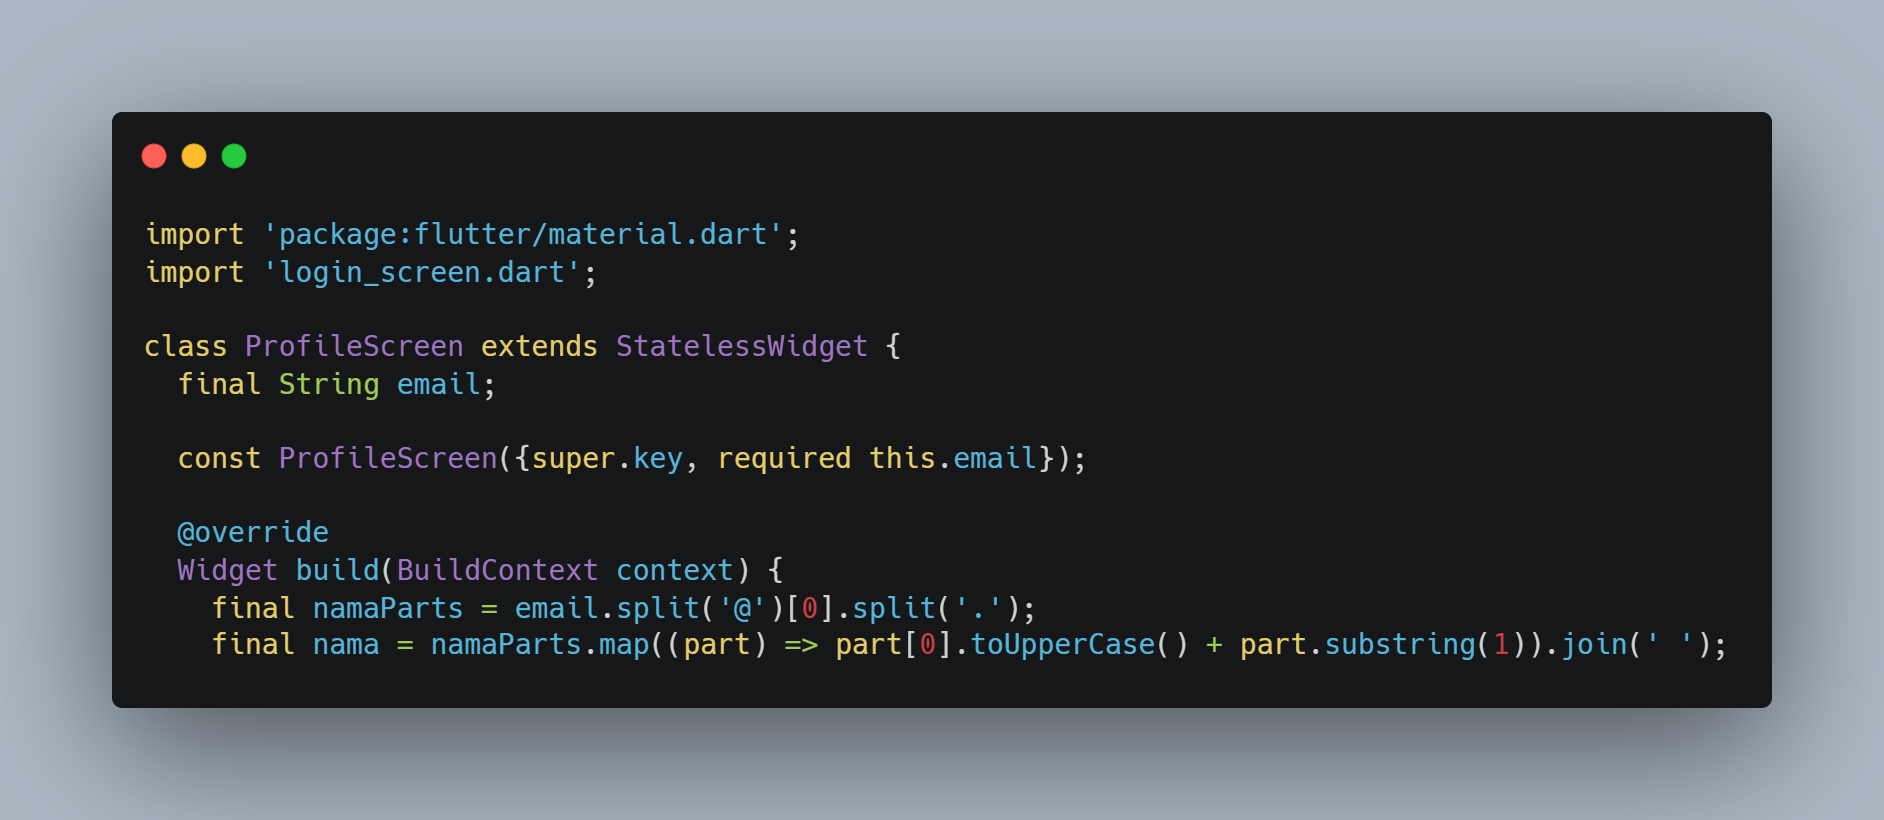 import 'package:flutter/material.dart';
import 'login_screen.dart';

class ProfileScreen extends StatelessWidget {
  final String email;

  const ProfileScreen({super.key, required this.email});

  @override
  Widget build(BuildContext context) {
    final namaParts = email.split('@')[0].split('.');
    final nama = namaParts.map((part) => part[0].toUpperCase() + part.substring(1)).join(' ');